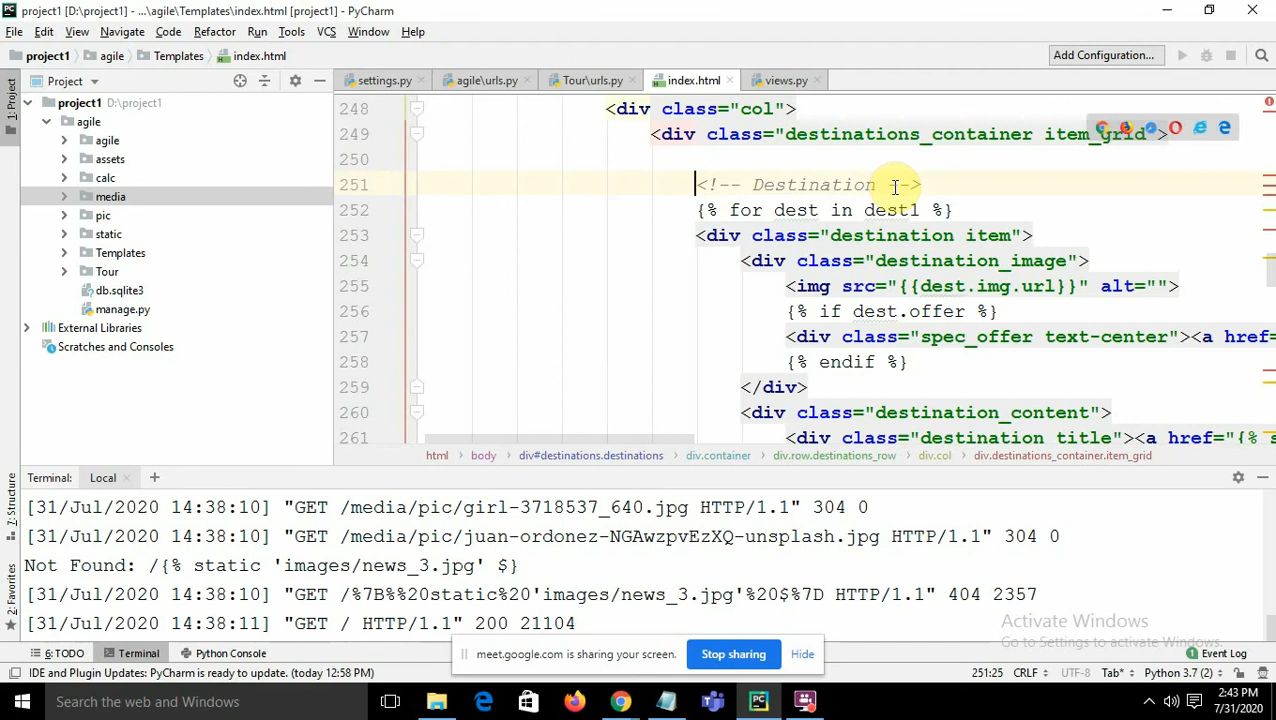 project1 [D:\project1] - ...\agile\Templates\index.html [project1] - PyCharm
File Edit View Navigate Code Refactor Run Tools VCS Window Help
project1 agile Templates index.html Add Configuration...
1: Project
Project
settings.py agile\urls.py Tour\urls.py index.html views.py
project1 D:\project1
agile
agile
assets
calc
media
pic
static
Templates
Tour
db.sqlite3
manage.py
External Libraries
Scratches and Consoles
248 <div class="col">
249 <div class="destinations_container item_grid">
250
251 <!-- Destination -->
252 {% for dest in dest1 %}
253 <div class="destination item">
254 <div class="destination_image">
255 <img src="{{dest.img.url}}" alt="">
256 {% if dest.offer %}
257 <div class="spec_offer text-center"><a href=
258 {% endif %}
259 </div>
260 <div class="destination_content">
261 <div class="destination title"><a href="{% s
html body div#destinations.destinations div.container div.row.destinations_row div.col div.destinations_container.item_grid
7: Structure
2: Favorites
Terminal: Local
[31/Jul/2020 14:38:10] "GET /media/pic/girl-3718537_640.jpg HTTP/1.1" 304 0
[31/Jul/2020 14:38:10] "GET /media/pic/juan-ordonez-NGAwzpvEzXQ-unsplash.jpg HTTP/1.1" 304 0
Not Found: /{% static 'images/news_3.jpg' $}
[31/Jul/2020 14:38:10] "GET /%7B%%20static%20'images/news_3.jpg'%20$%7D HTTP/1.1" 404 2357
[31/Jul/2020 14:38:11] "GET / HTTP/1.1" 200 21104
Activate Windows
Go to Settings to activate Windows.
6: TODO Terminal Python Console Event Log
meet.google.com is sharing your screen. Stop sharing Hide
IDE and Plugin Updates: PyCharm is ready to update. (today 12:58 PM) 251:25 CRLF UTF-8 Tab* Python 3.7 (2)
Search the web and Windows
2:43 PM
7/31/2020